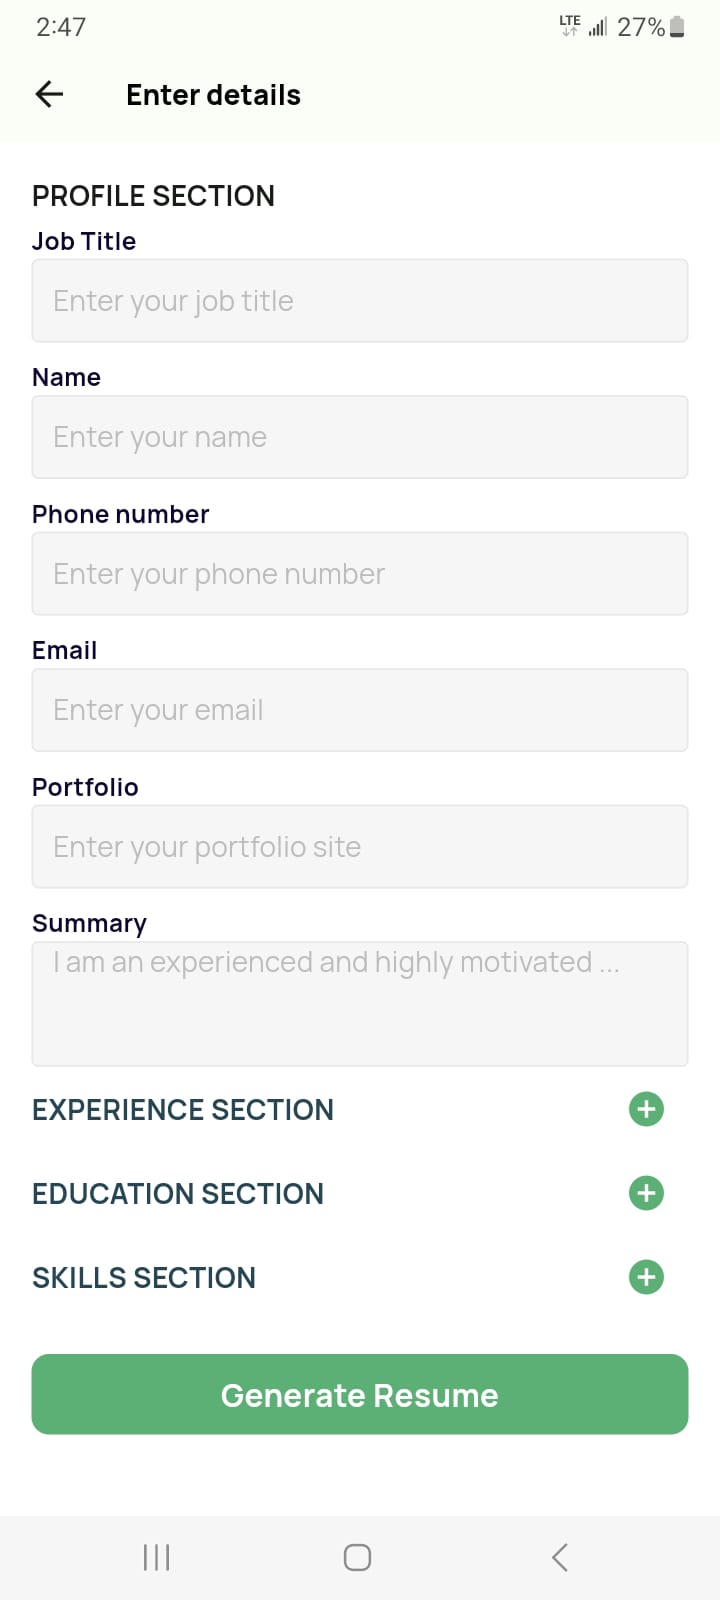 2:47
LTE 27%
Enter details
PROFILE SECTION
Job Title
Enter your job title
Name
Enter your name
Phone number
Enter your phone number
Email
Enter your email
Portfolio
Enter your portfolio site
Summary
I am an experienced and highly motivated ...
EXPERIENCE SECTION
EDUCATION SECTION
SKILLS SECTION
Generate Resume